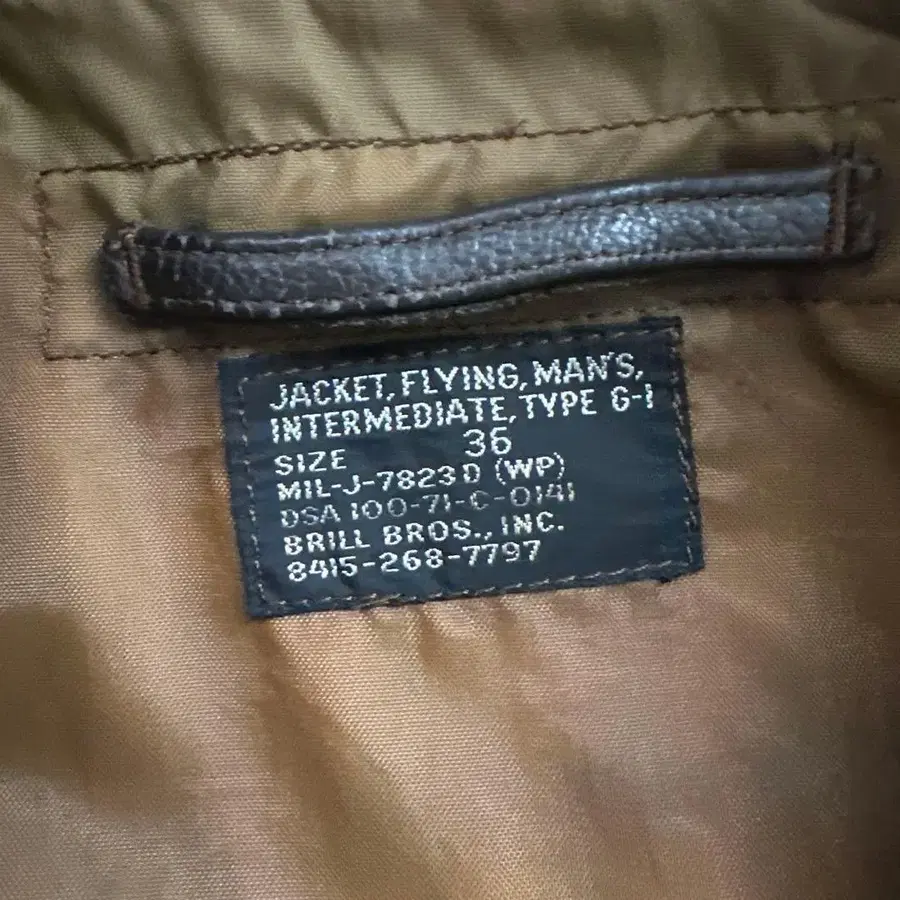 JACKET, FLYING, MAN'S,
INTERMEDIATE, TYPE G-1
SIZE 36
MIL-J-7823D (WP)
DSA 100-71-C-0141
BRILL BROS., INC.
8415-268-7797